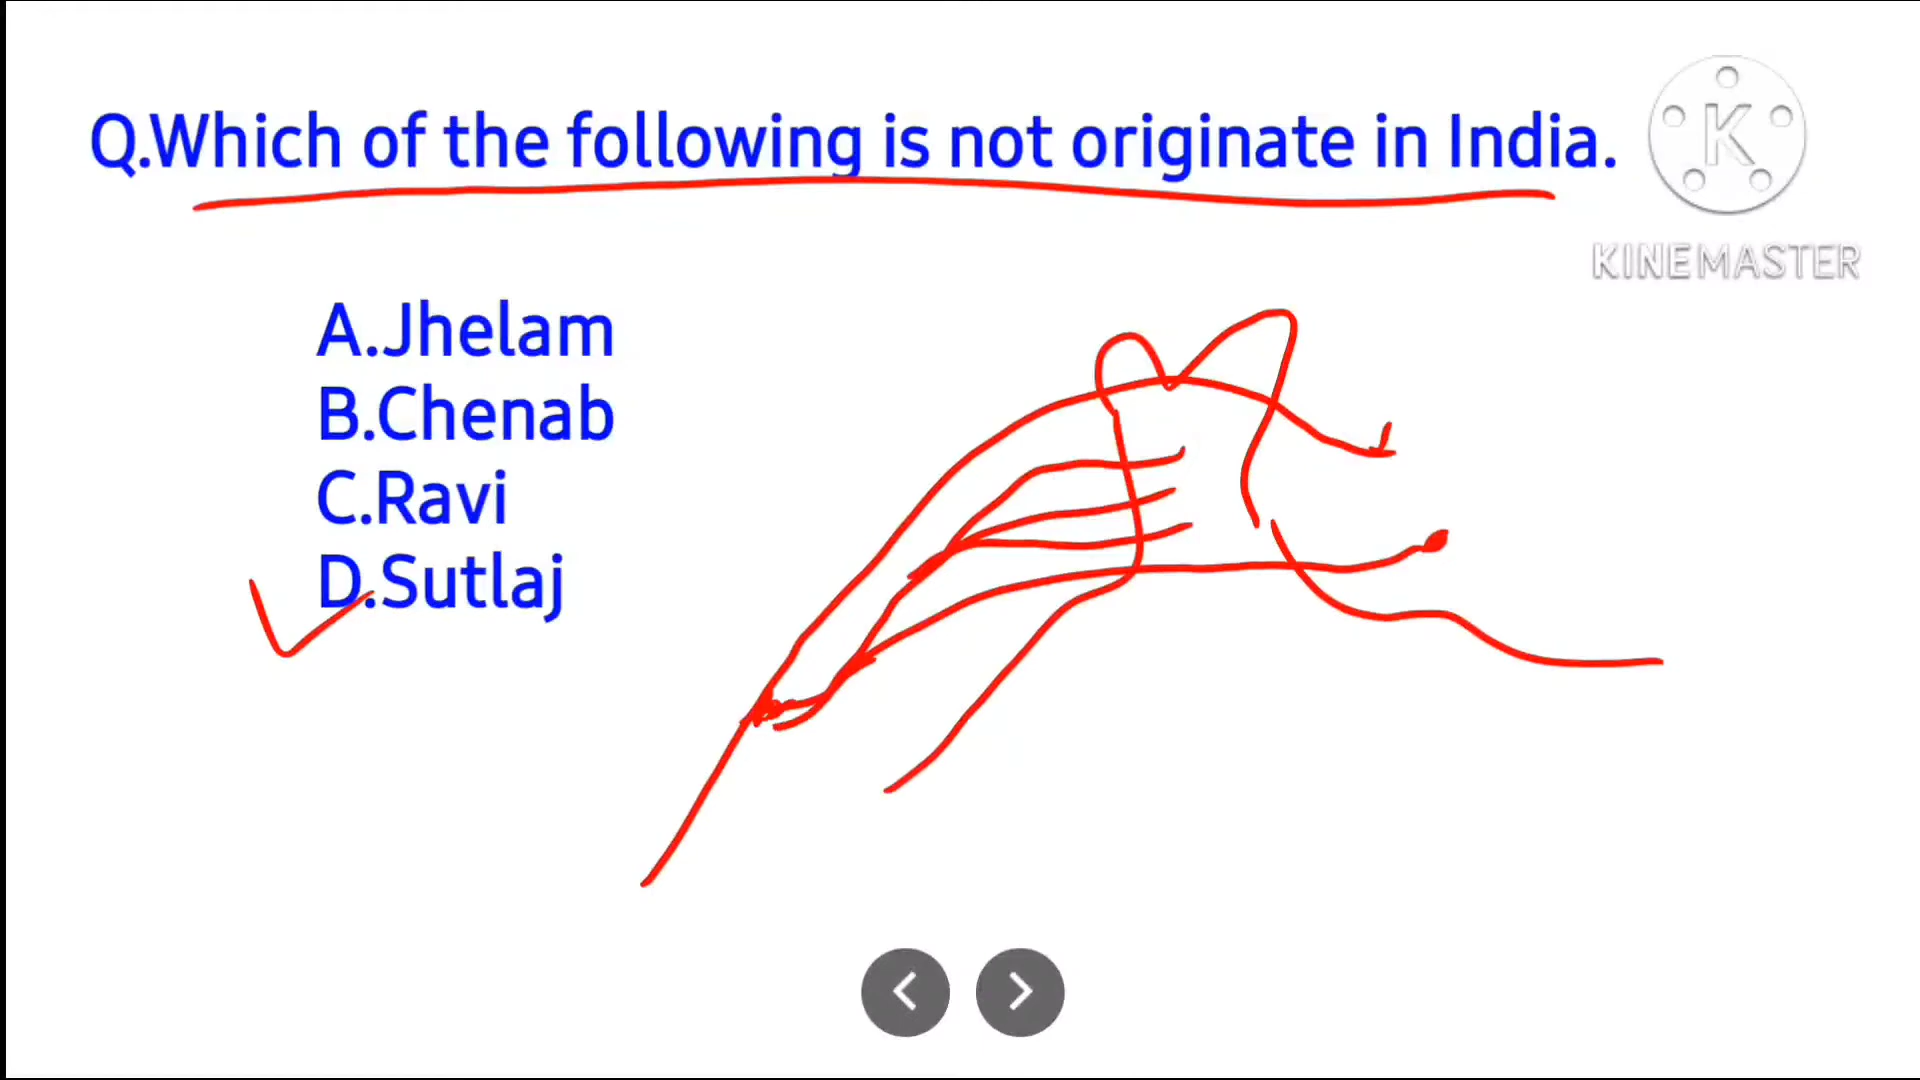 Q.Which of the following is not originate in India.
K
KINEMASTER
A.Jhelam
B.Chenab
C.Ravi
D.Sutlaj